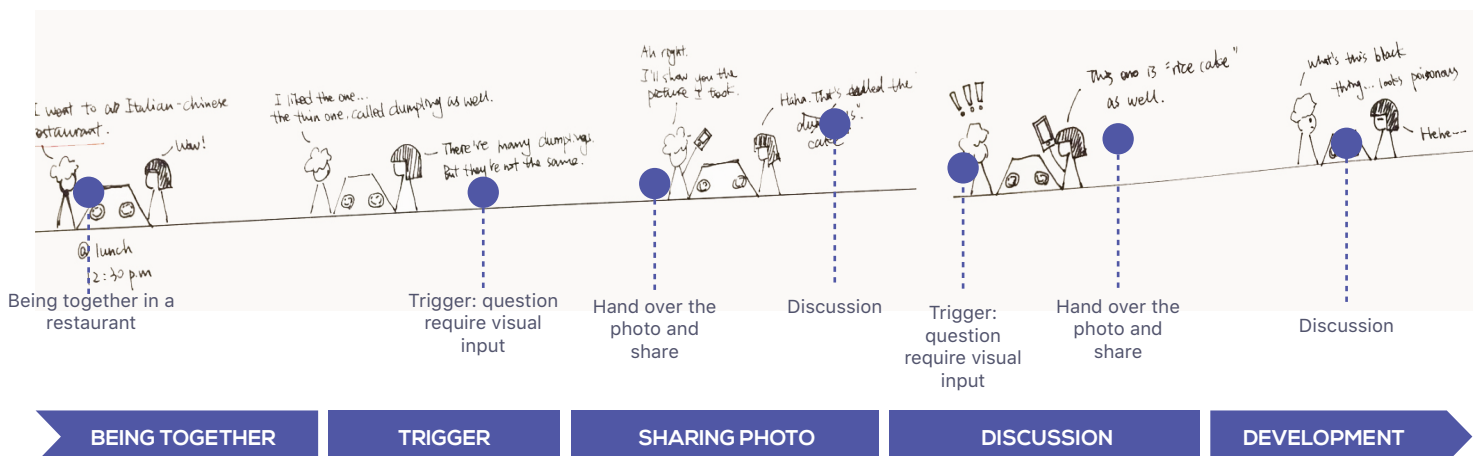 I went to an Italian-chinese
restaurant.
Wow!
@ lunch
12:30 p.m
I liked the one...
the thin one, called dumpling as well.
There're many dumplings.
But they're not the same.
Ah right.
I'll show you the
picture I took.
Haha. That's called the
cake
!!!
This one is "rice cake"
as well.
what's this black
thing... looks poisonous
Hehe~
Being together in a
restaurant
Trigger: question
require visual
input
Hand over the
photo and
share
Discussion
Trigger:
question
require visual
input
Hand over the
photo and
share
Discussion
BEING TOGETHER
TRIGGER
SHARING PHOTO
DISCUSSION
DEVELOPMENT